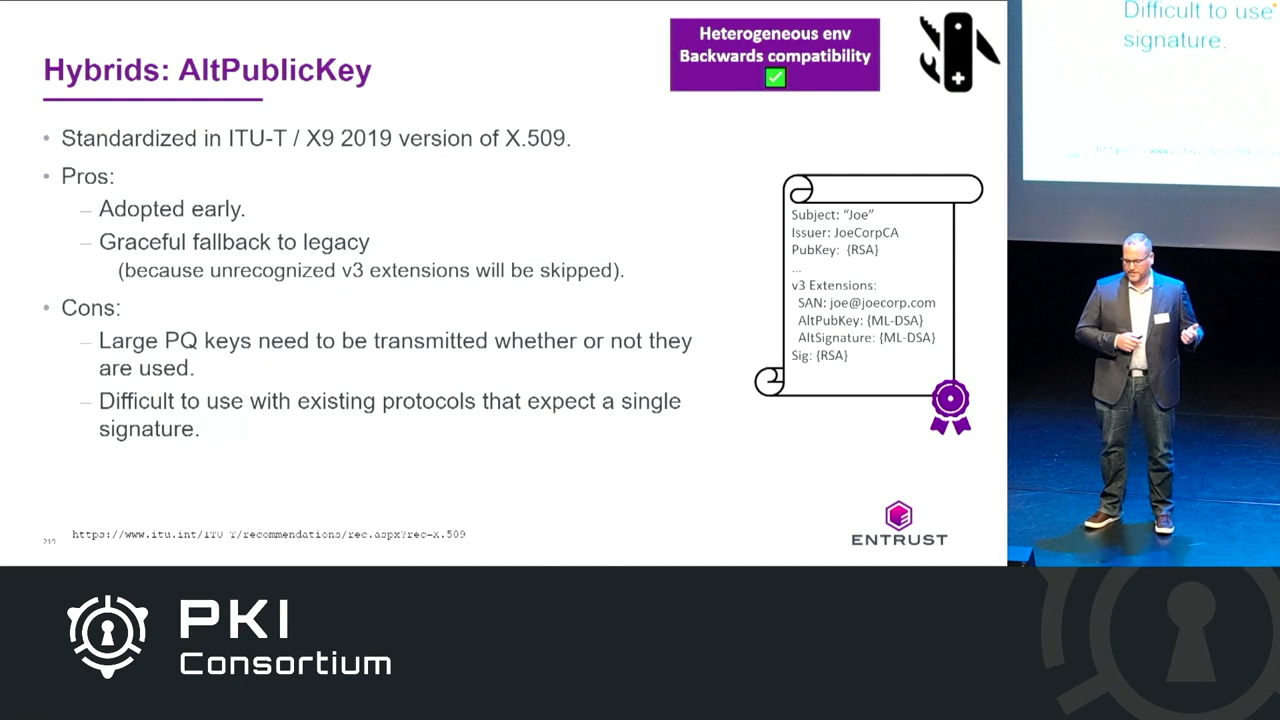 Heterogeneous env
Backwards compatibility
Hybrids: AltPublicKey
• Standardized in ITU-T / X9 2019 version of X.509.
• Pros:
– Adopted early.
– Graceful fallback to legacy
(because unrecognized v3 extensions will be skipped).
• Cons:
– Large PQ keys need to be transmitted whether or not they
are used.
– Difficult to use with existing protocols that expect a single
signature.
Subject: “Joe”
Issuer: JoeCorpCA
PubKey: {RSA}
...
v3 Extensions:
SAN: joe@joecorp.com
AltPubKey: {ML-DSA}
AltSignature: {ML-DSA}
Sig: {RSA}
https://www.itu.int/ITU-T/recommendations/rec.aspx?rec=X.509
ENTRUST
Difficult to use
signature.
PKI
Consortium